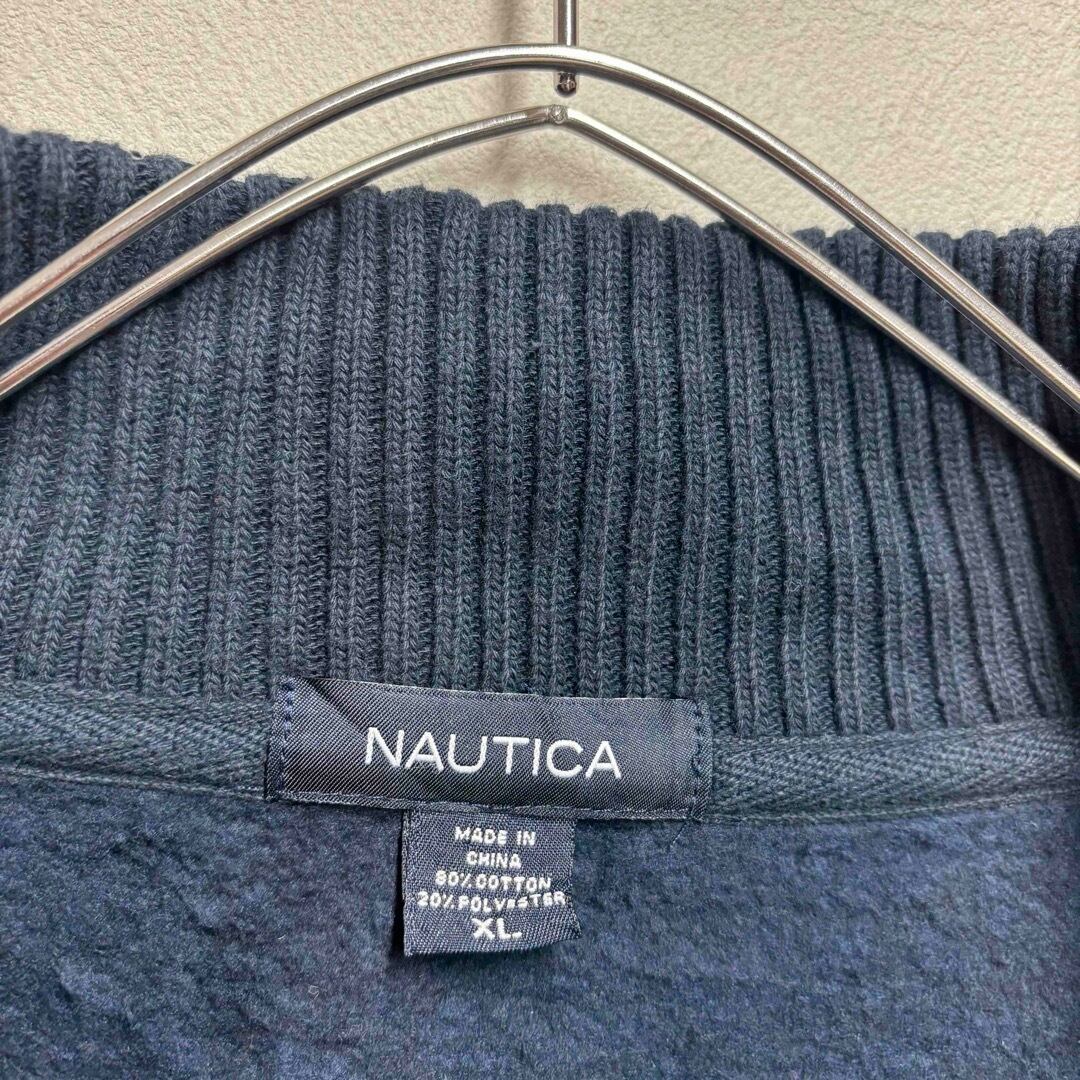 NAUTICA
MADE IN
CHINA
80% COTTON
20% POLYESTER
XL